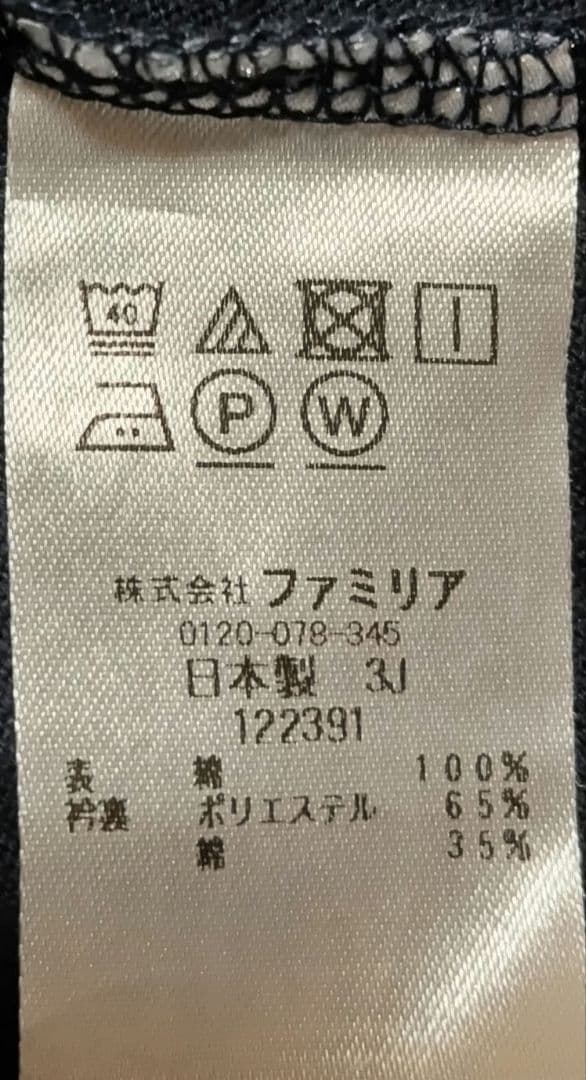 40
P W
株式会社 ファミリア
0120-078-345
日本製 3J
122391
表 綿 100%
衿裏 ポリエステル 65%
綿 35%